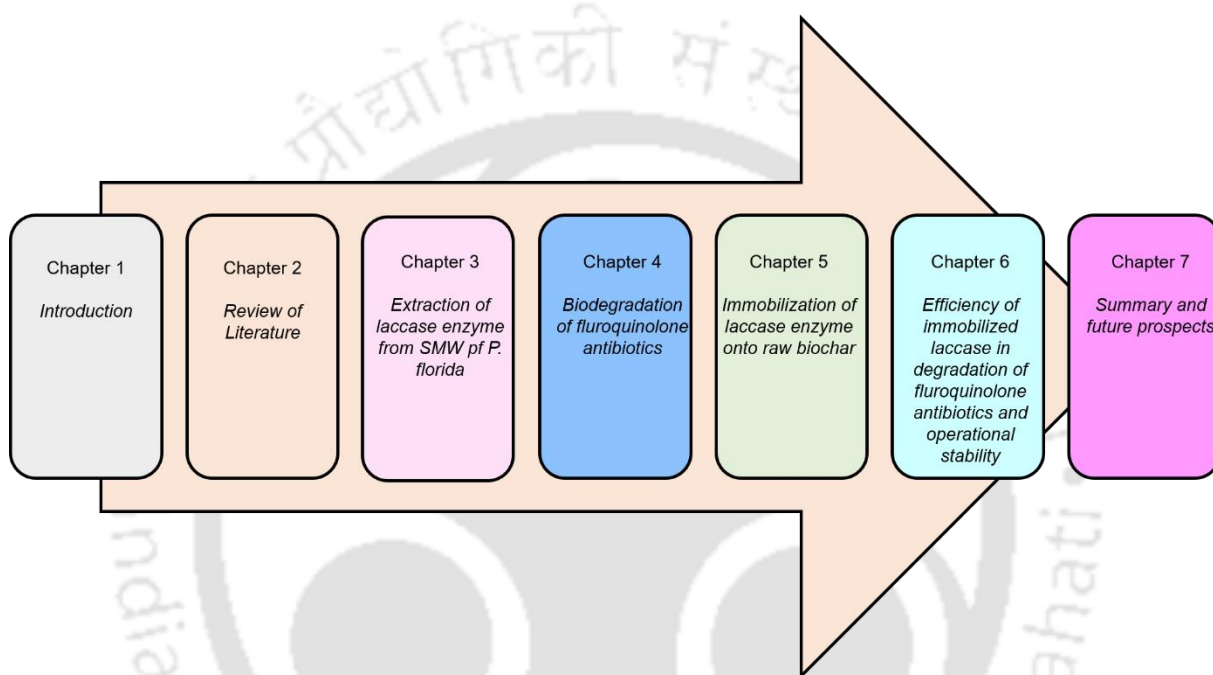 प्रौद्योगिकी
Chapter 1
Introduction
Chapter 2
Review of
Literature
Chapter 3
Extraction of
laccase enzyme
from SMW pf P.
florida
Chapter 4
Biodegradation
of fluroquinolone
antibiotics
Chapter 5
Immobilization of
laccase enzyme
onto raw biochar
Chapter 6
Efficiency of
immobilized
laccase in
degradation of
fluroquinolone
antibiotics and
operational
stability
Chapter 7
Summary and
future prospects